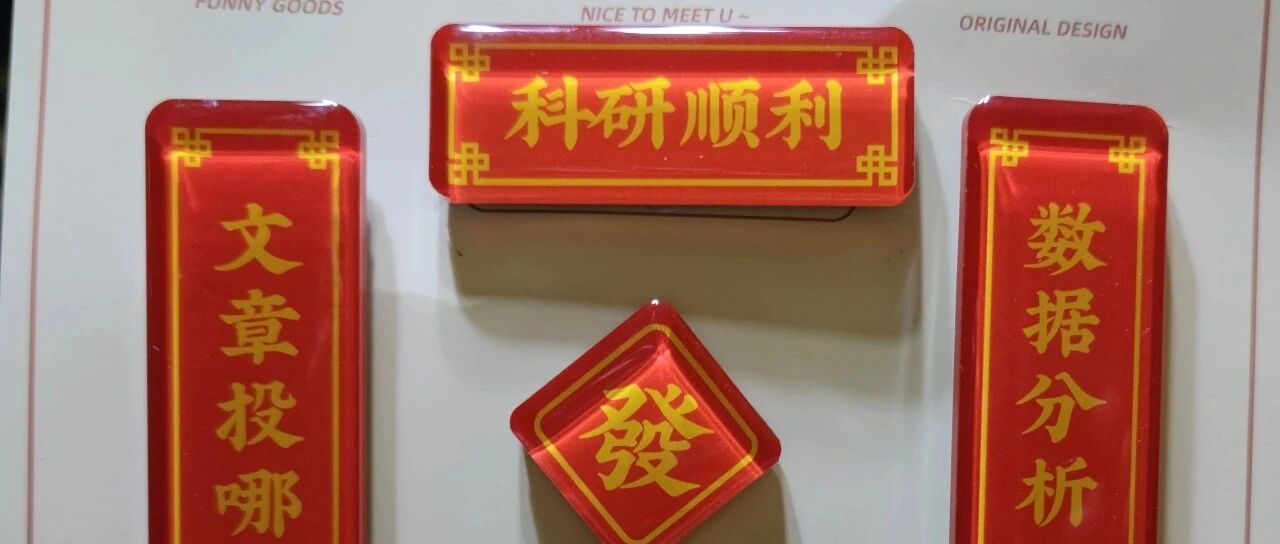 FUNNY GOODS
NICE TO MEET U ~
ORIGINAL DESIGN
科研顺利
数据分析
文章投哪
發